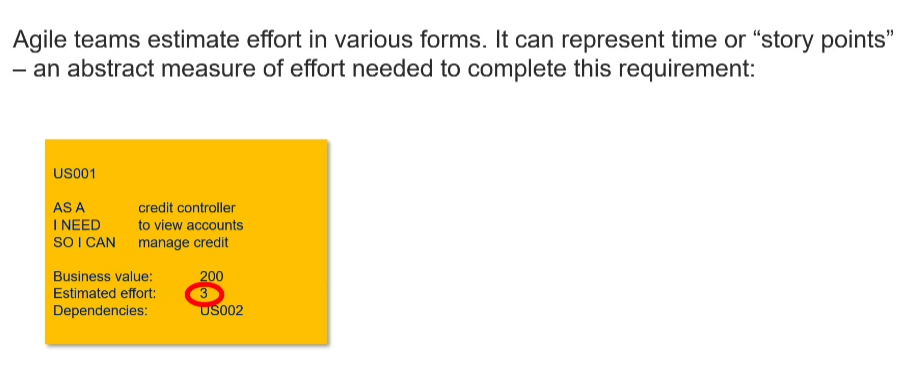 Agile teams estimate effort in various forms. It can represent time or “story points”
– an abstract measure of effort needed to complete this requirement:
US001
AS A credit controller
I NEED to view accounts
SO I CAN manage credit
Business value: 200
Estimated effort: 3
Dependencies: US002